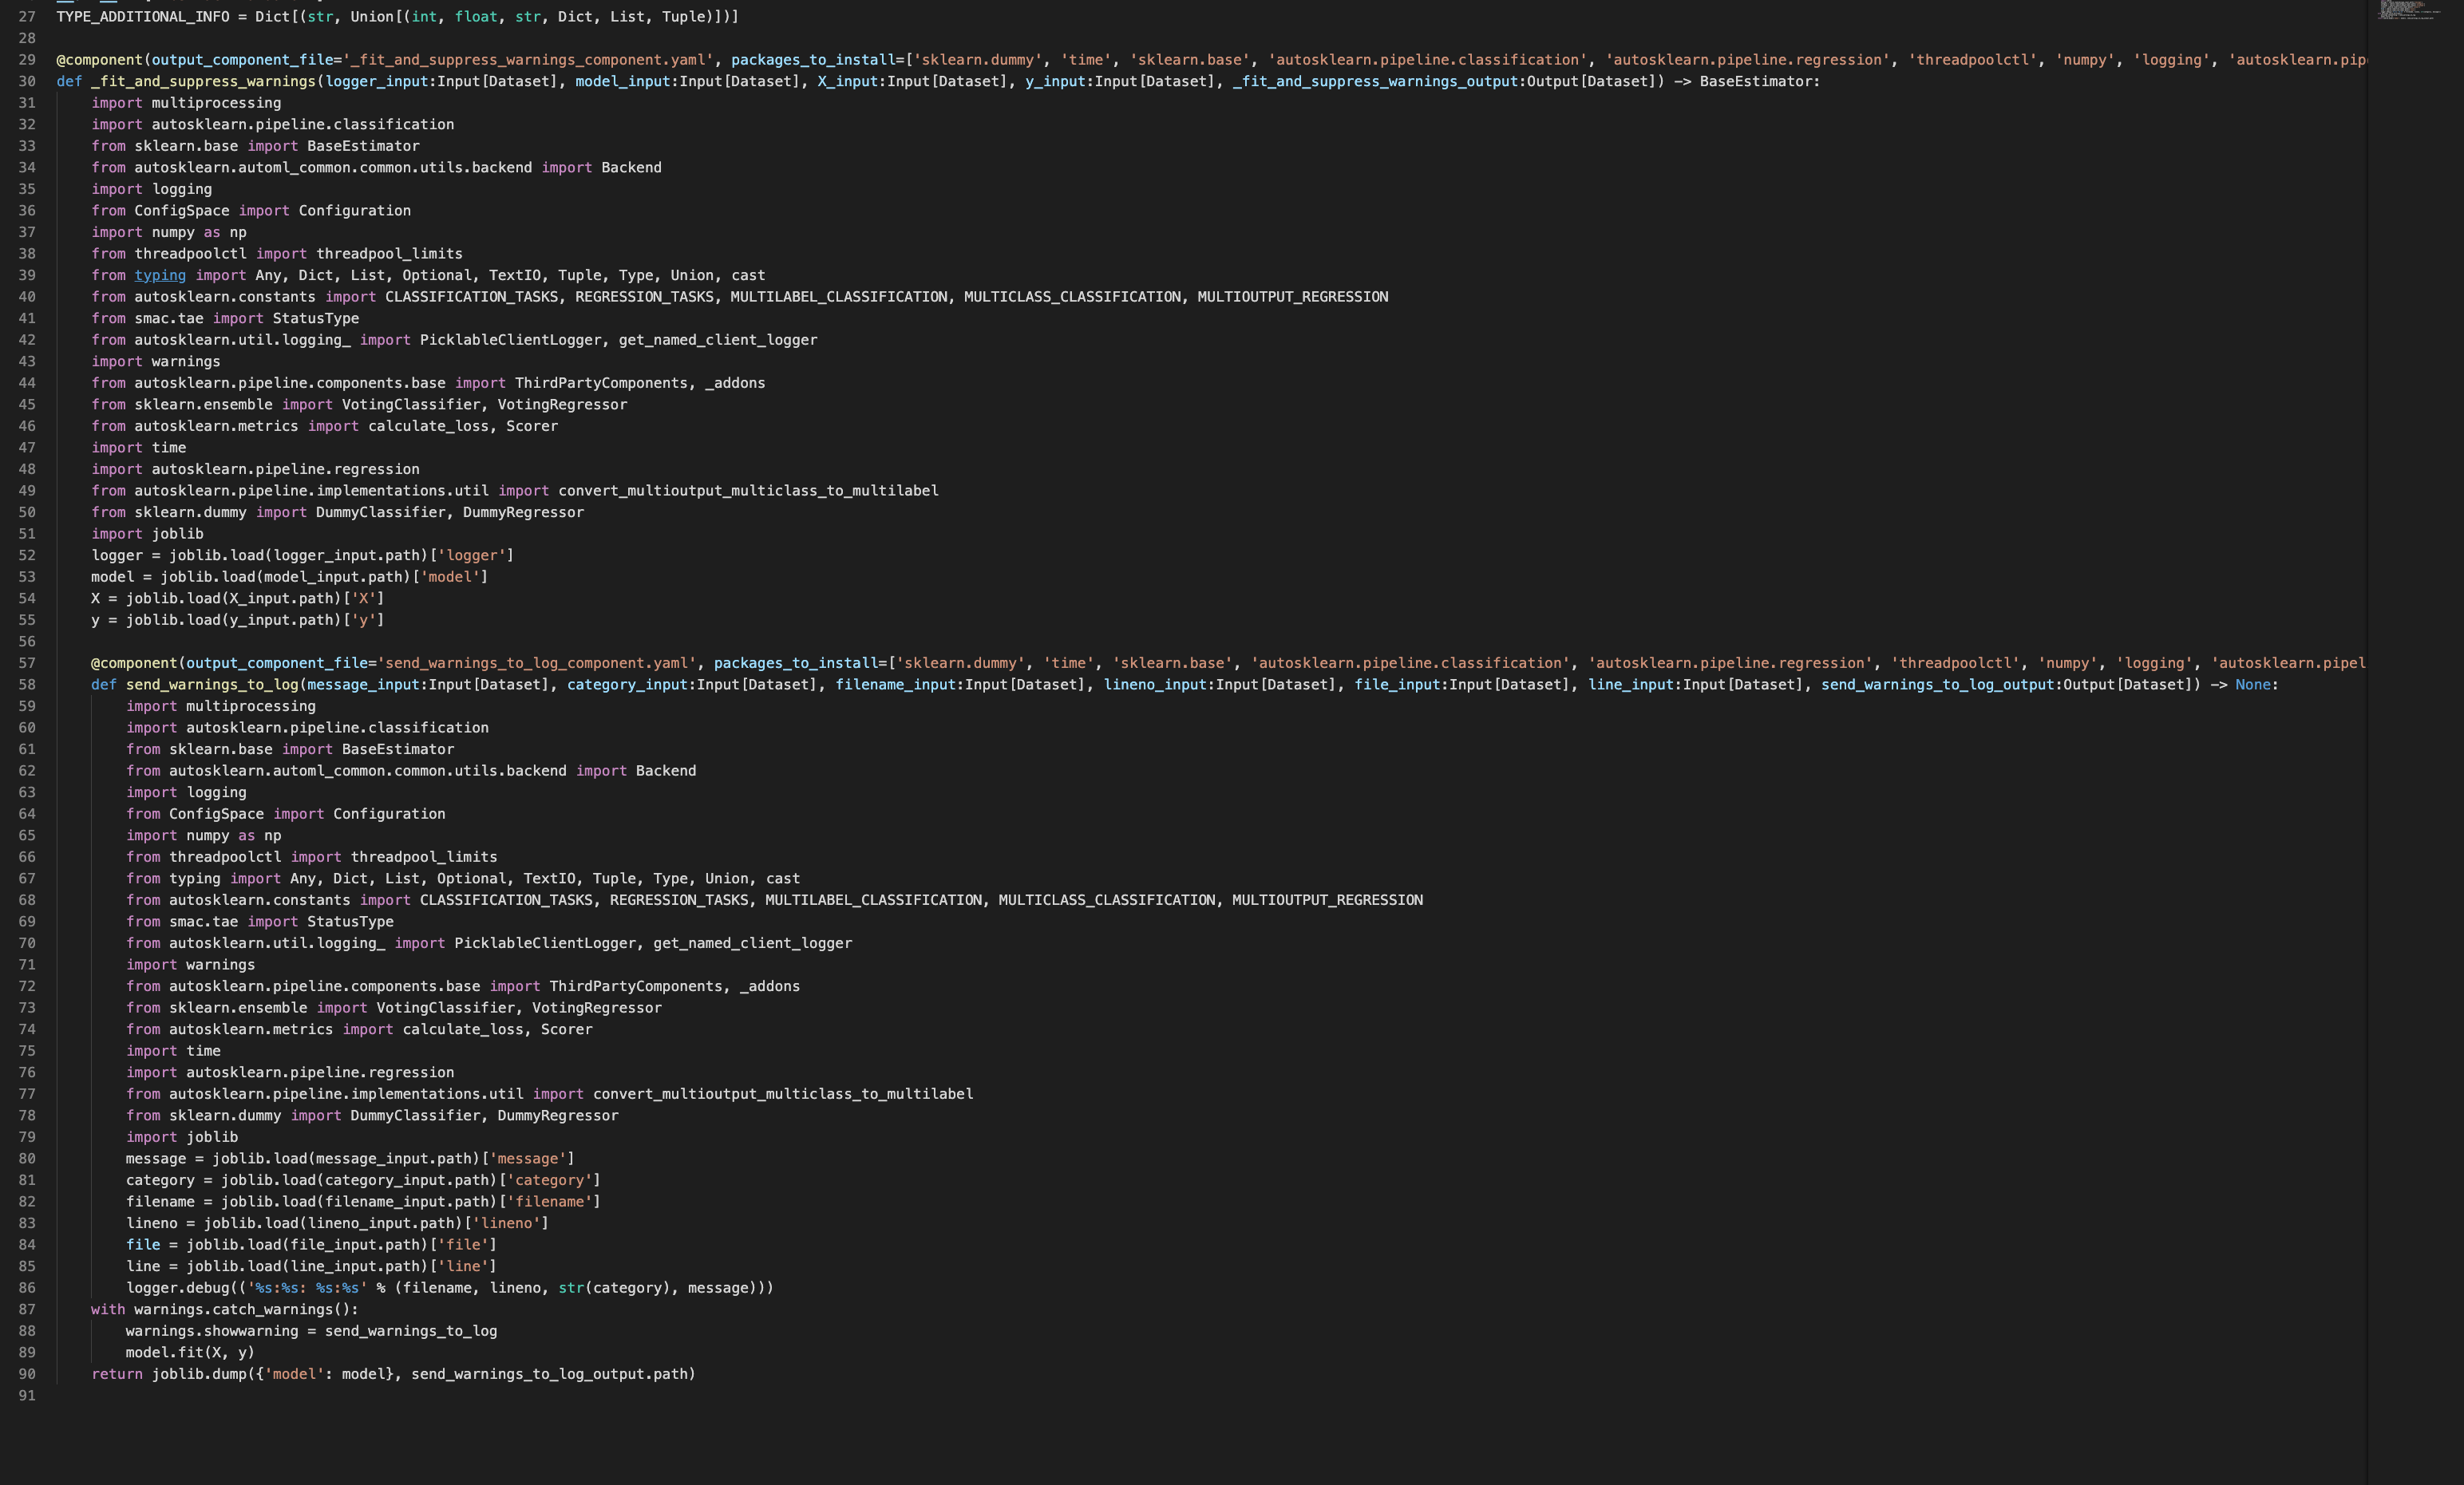 27 TYPE_ADDITIONAL_INFO = Dict[(str, Union[(int, float, str, Dict, List, Tuple)])]
28
29 @component(output_component_file='_fit_and_suppress_warnings_component.yaml', packages_to_install=['sklearn.dummy', 'time', 'sklearn.base', 'autosklearn.pipeline.classification', 'autosklearn.pipeline.regression', 'threadpoolctl', 'numpy', 'logging', 'autosklearn.pip
30 def _fit_and_suppress_warnings(logger_input:Input[Dataset], model_input:Input[Dataset], X_input:Input[Dataset], y_input:Input[Dataset], _fit_and_suppress_warnings_output:Output[Dataset]) -> BaseEstimator:
31     import multiprocessing
32     import autosklearn.pipeline.classification
33     from sklearn.base import BaseEstimator
34     from autosklearn.automl_common.common.utils.backend import Backend
35     import logging
36     from ConfigSpace import Configuration
37     import numpy as np
38     from threadpoolctl import threadpool_limits
39     from typing import Any, Dict, List, Optional, TextIO, Tuple, Type, Union, cast
40     from autosklearn.constants import CLASSIFICATION_TASKS, REGRESSION_TASKS, MULTILABEL_CLASSIFICATION, MULTICLASS_CLASSIFICATION, MULTIOUTPUT_REGRESSION
41     from smac.tae import StatusType
42     from autosklearn.util.logging_ import PicklableClientLogger, get_named_client_logger
43     import warnings
44     from autosklearn.pipeline.components.base import ThirdPartyComponents, _addons
45     from sklearn.ensemble import VotingClassifier, VotingRegressor
46     from autosklearn.metrics import calculate_loss, Scorer
47     import time
48     import autosklearn.pipeline.regression
49     from autosklearn.pipeline.implementations.util import convert_multioutput_multiclass_to_multilabel
50     from sklearn.dummy import DummyClassifier, DummyRegressor
51     import joblib
52     logger = joblib.load(logger_input.path)['logger']
53     model = joblib.load(model_input.path)['model']
54     X = joblib.load(X_input.path)['X']
55     y = joblib.load(y_input.path)['y']
56
57     @component(output_component_file='send_warnings_to_log_component.yaml', packages_to_install=['sklearn.dummy', 'time', 'sklearn.base', 'autosklearn.pipeline.classification', 'autosklearn.pipeline.regression', 'threadpoolctl', 'numpy', 'logging', 'autosklearn.pipel
58     def send_warnings_to_log(message_input:Input[Dataset], category_input:Input[Dataset], filename_input:Input[Dataset], lineno_input:Input[Dataset], file_input:Input[Dataset], line_input:Input[Dataset], send_warnings_to_log_output:Output[Dataset]) -> None:
59         import multiprocessing
60         import autosklearn.pipeline.classification
61         from sklearn.base import BaseEstimator
62         from autosklearn.automl_common.common.utils.backend import Backend
63         import logging
64         from ConfigSpace import Configuration
65         import numpy as np
66         from threadpoolctl import threadpool_limits
67         from typing import Any, Dict, List, Optional, TextIO, Tuple, Type, Union, cast
68         from autosklearn.constants import CLASSIFICATION_TASKS, REGRESSION_TASKS, MULTILABEL_CLASSIFICATION, MULTICLASS_CLASSIFICATION, MULTIOUTPUT_REGRESSION
69         from smac.tae import StatusType
70         from autosklearn.util.logging_ import PicklableClientLogger, get_named_client_logger
71         import warnings
72         from autosklearn.pipeline.components.base import ThirdPartyComponents, _addons
73         from sklearn.ensemble import VotingClassifier, VotingRegressor
74         from autosklearn.metrics import calculate_loss, Scorer
75         import time
76         import autosklearn.pipeline.regression
77         from autosklearn.pipeline.implementations.util import convert_multioutput_multiclass_to_multilabel
78         from sklearn.dummy import DummyClassifier, DummyRegressor
79         import joblib
80         message = joblib.load(message_input.path)['message']
81         category = joblib.load(category_input.path)['category']
82         filename = joblib.load(filename_input.path)['filename']
83         lineno = joblib.load(lineno_input.path)['lineno']
84         file = joblib.load(file_input.path)['file']
85         line = joblib.load(line_input.path)['line']
86         logger.debug(('%s:%s: %s:%s' % (filename, lineno, str(category), message)))
87     with warnings.catch_warnings():
88         warnings.showwarning = send_warnings_to_log
89         model.fit(X, y)
90     return joblib.dump({'model': model}, send_warnings_to_log_output.path)
91